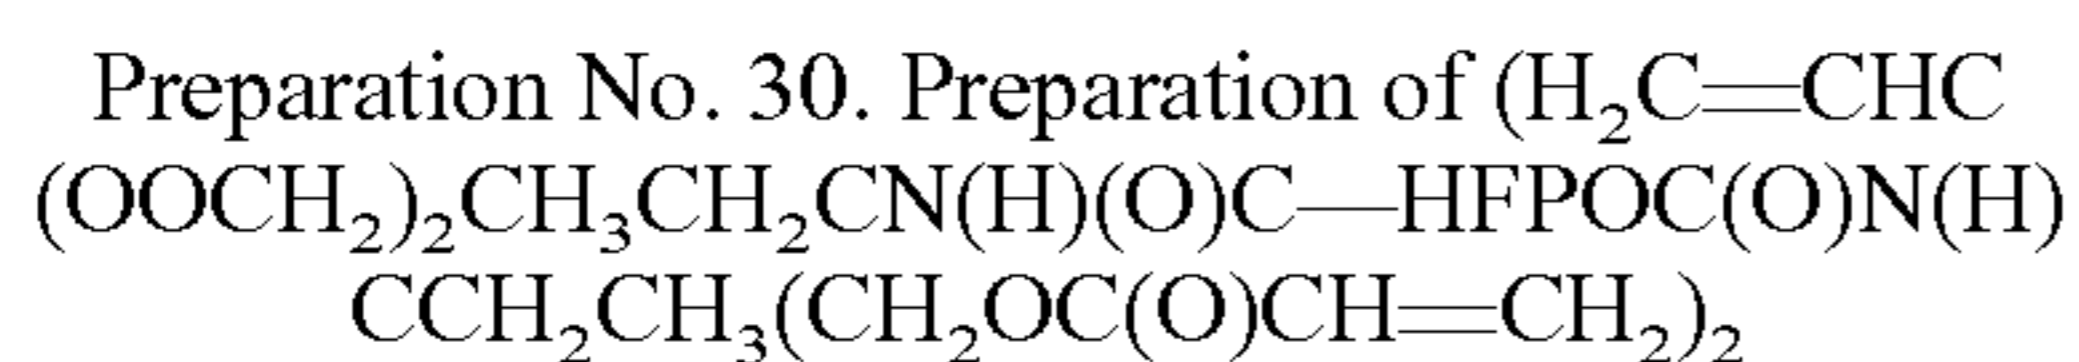 Preparation No. 30. Preparation of (H₂C=CHC
(OOCH₂)₂CH₃CH₂CN(H)(O)C—HFPOC(O)N(H)
CCH₂CH₃(CH₂OC(O)CH=CH₂)₂